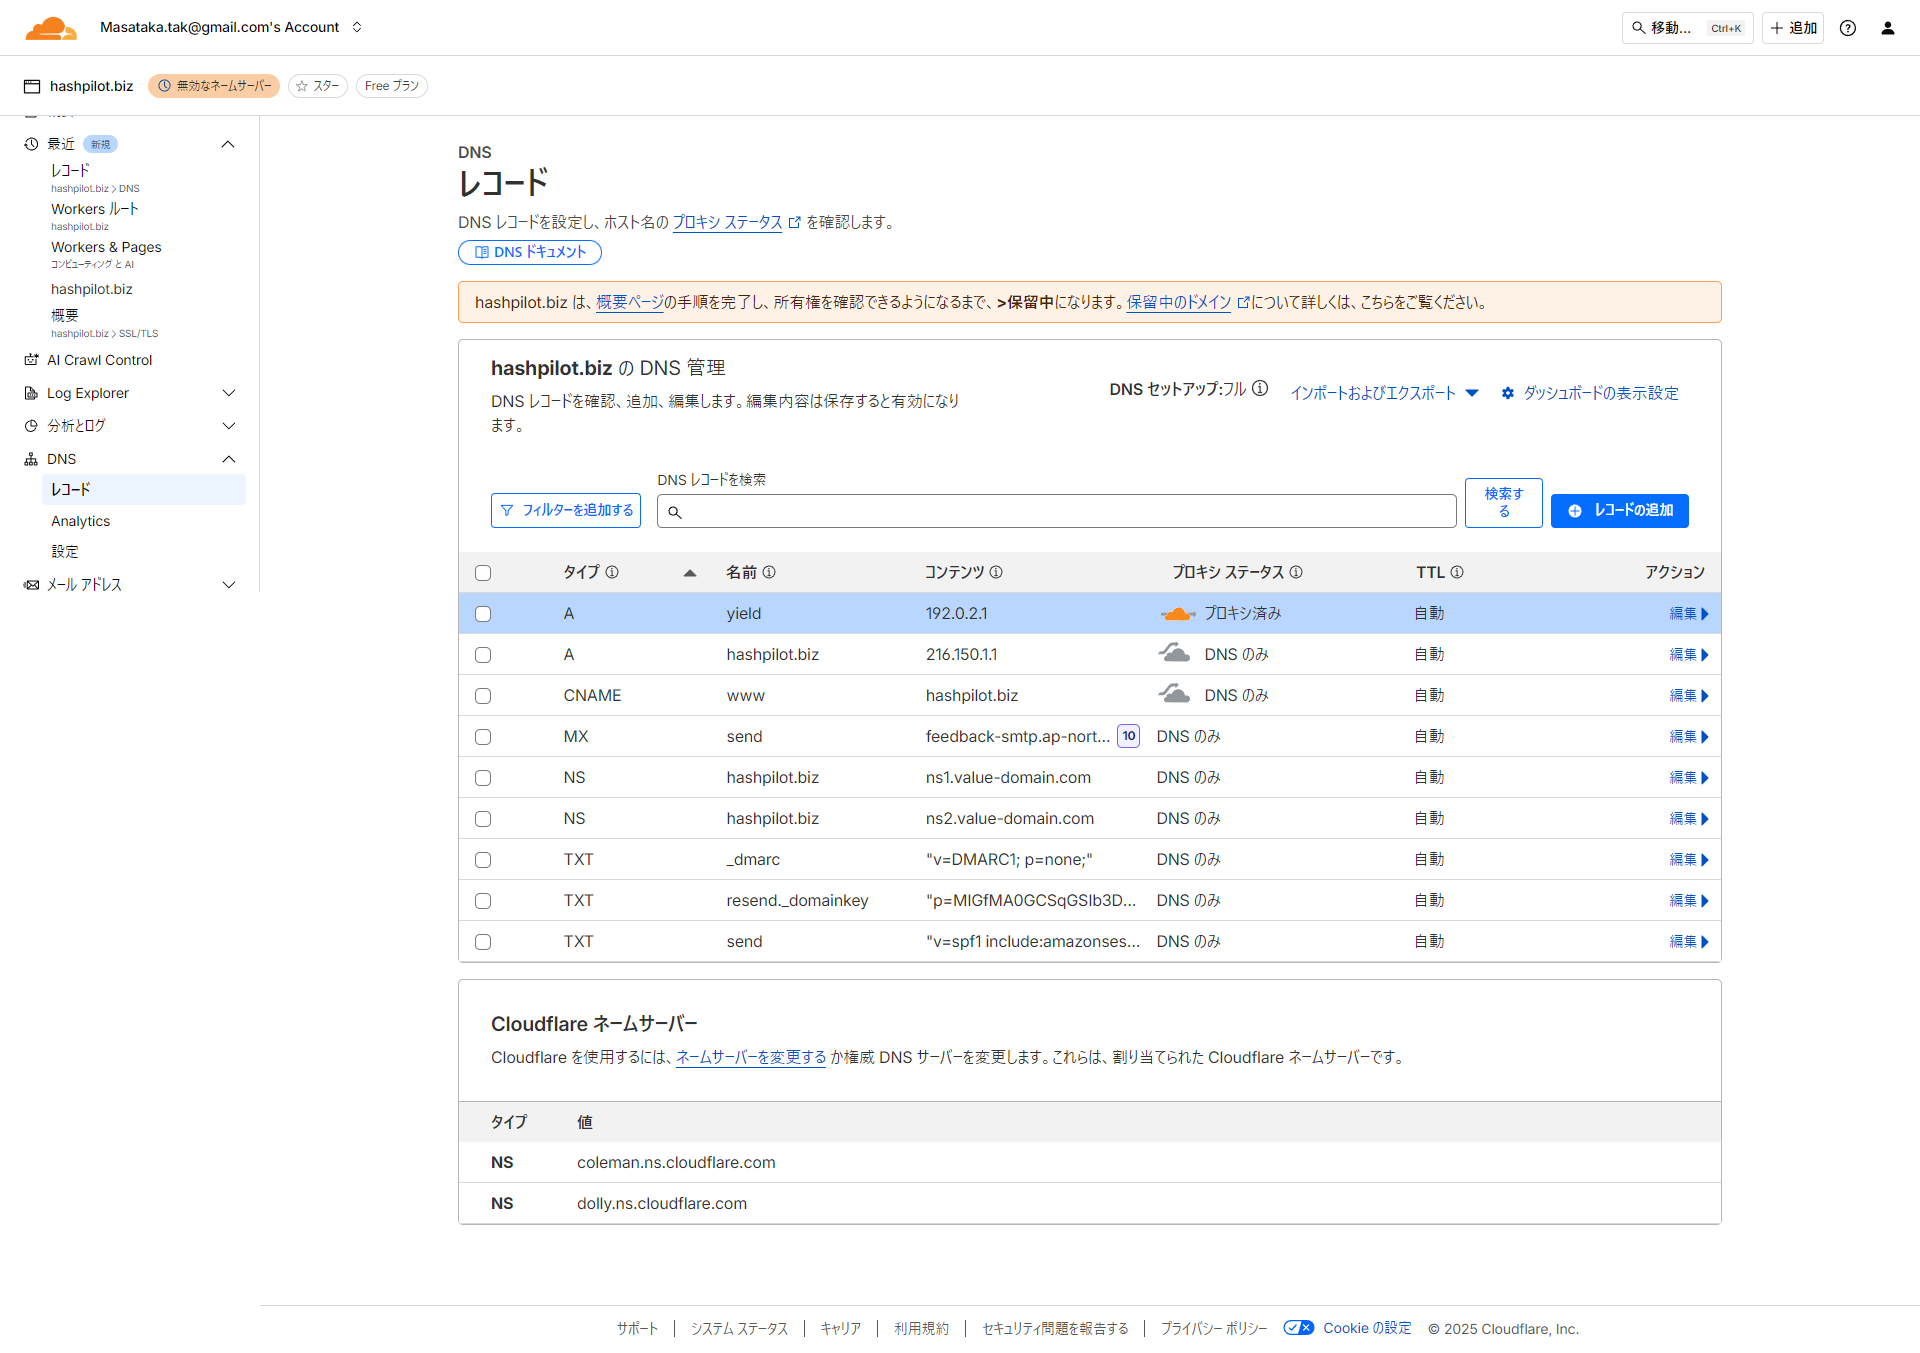 Masataka.tak@gmail.com's Account
移動... Ctrl+K
追加
hashpilot.biz
無効なネームサーバー
スター
Free プラン
最近 新規
レコード
hashpilot.biz > DNS
Workers ルート
hashpilot.biz
Workers & Pages
コンピューティング と AI
hashpilot.biz
概要
hashpilot.biz > SSL/TLS
AI Crawl Control
Log Explorer
分析とログ
DNS
レコード
Analytics
設定
メール アドレス
DNS
レコード
DNS レコードを設定し、ホスト名の プロキシ ステータス を確認します。
DNS ドキュメント
hashpilot.biz は、概要ページの手順を完了し、所有権を確認できるようになるまで、>保留中になります。保留中のドメイン について詳しくは、こちらをご覧ください。
hashpilot.biz の DNS 管理
DNS レコードを確認、追加、編集します。編集内容は保存すると有効になり
ます。
DNS セットアップ:フル
インポートおよびエクスポート
ダッシュボードの表示設定
フィルターを追加する
DNS レコードを検索
検索す
る
レコードの追加
タイプ 名前 コンテンツ プロキシ ステータス TTL アクション
A yield 192.0.2.1 プロキシ済み 自動 編集
A hashpilot.biz 216.150.1.1 DNS のみ 自動 編集
CNAME www hashpilot.biz DNS のみ 自動 編集
MX send feedback-smtp.ap-nort... 10 DNS のみ 自動 編集
NS hashpilot.biz ns1.value-domain.com DNS のみ 自動 編集
NS hashpilot.biz ns2.value-domain.com DNS のみ 自動 編集
TXT _dmarc "v=DMARC1; p=none;" DNS のみ 自動 編集
TXT resend._domainkey "p=MIGfMA0GCSqGSIb3D... DNS のみ 自動 編集
TXT send "v=spf1 include:amazonses... DNS のみ 自動 編集
Cloudflare ネームサーバー
Cloudflare を使用するには、ネームサーバーを変更する か権威 DNS サーバーを変更します。これらは、割り当てられた Cloudflare ネームサーバーです。
タイプ 値
NS coleman.ns.cloudflare.com
NS dolly.ns.cloudflare.com
サポート | システム ステータス | キャリア | 利用規約 | セキュリティ問題を報告する | プライバシー ポリシー Cookie の設定 © 2025 Cloudflare, Inc.